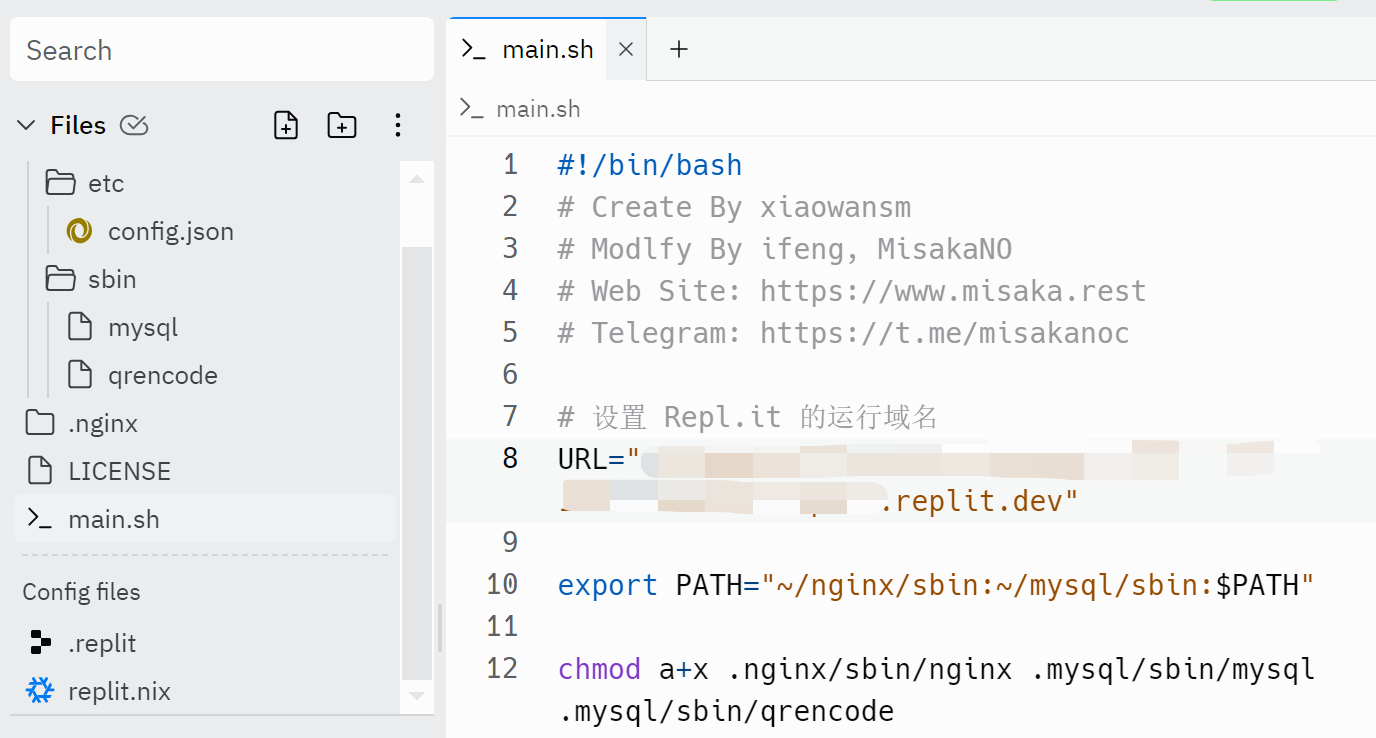 Search
Files
etc
config.json
sbin
mysql
qrencode
.nginx
LICENSE
main.sh
Config files
.replit
replit.nix
main.sh
main.sh
1 #!/bin/bash
2 # Create By xiaowansm
3 # Modlfy By ifeng, MisakaNO
4 # Web Site: https://www.misaka.rest
5 # Telegram: https://t.me/misakanoc
6
7 # 设置 Repl.it 的运行域名
8 URL="
.replit.dev"
9
10 export PATH="~/nginx/sbin:~/mysql/sbin:$PATH"
11
12 chmod a+x .nginx/sbin/nginx .mysql/sbin/mysql
.mysql/sbin/qrencode